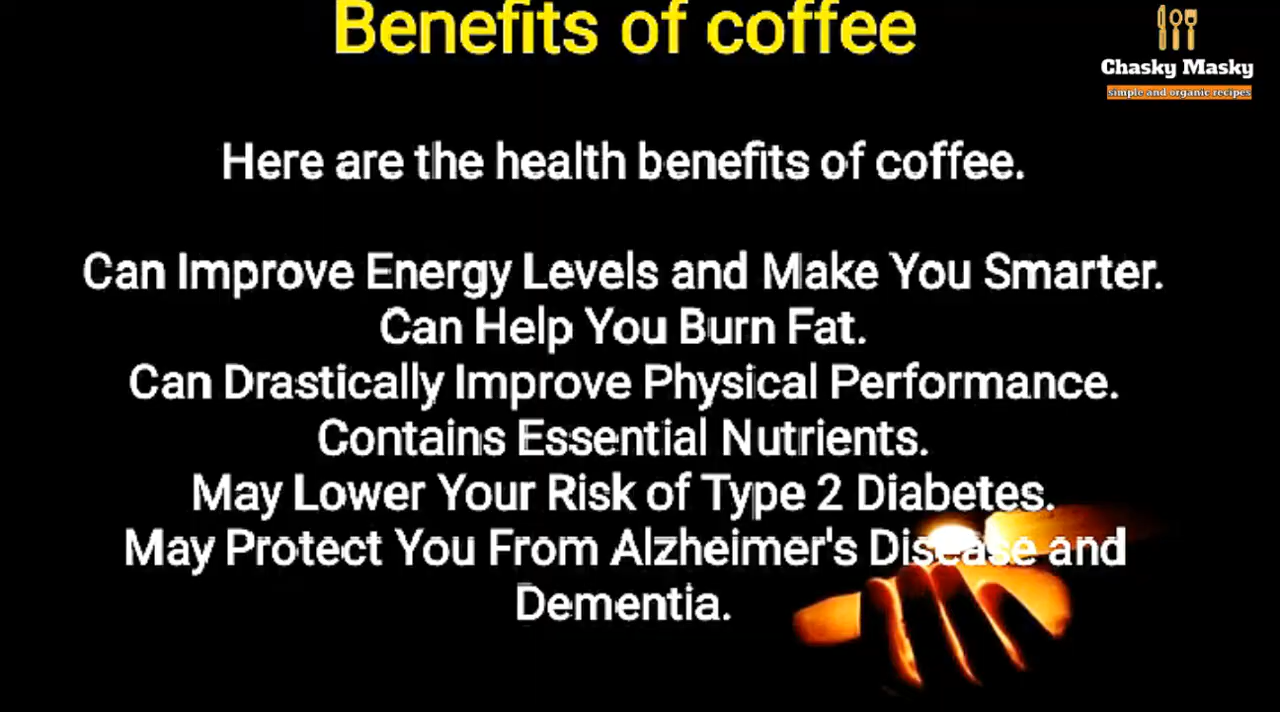 Benefits of coffee
Chasky Masky
simple and organic recipes
Here are the health benefits of coffee.
Can Improve Energy Levels and Make You Smarter.
Can Help You Burn Fat.
Can Drastically Improve Physical Performance.
Contains Essential Nutrients.
May Lower Your Risk of Type 2 Diabetes.
May Protect You From Alzheimer's Disease and
Dementia.